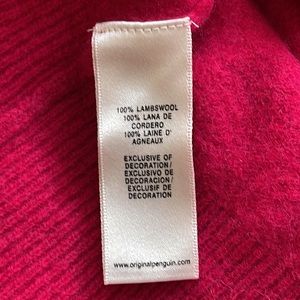 100% LAMBSWOOL
100% LANA DE
CORDERO
100% LAINE D'
AGNEAUX
EXCLUSIVE OF
DECORATION/
EXCLUSIVO DE
DECORACION/
EXCLUSIF DE
DECORATION
www.originalpenguin.com